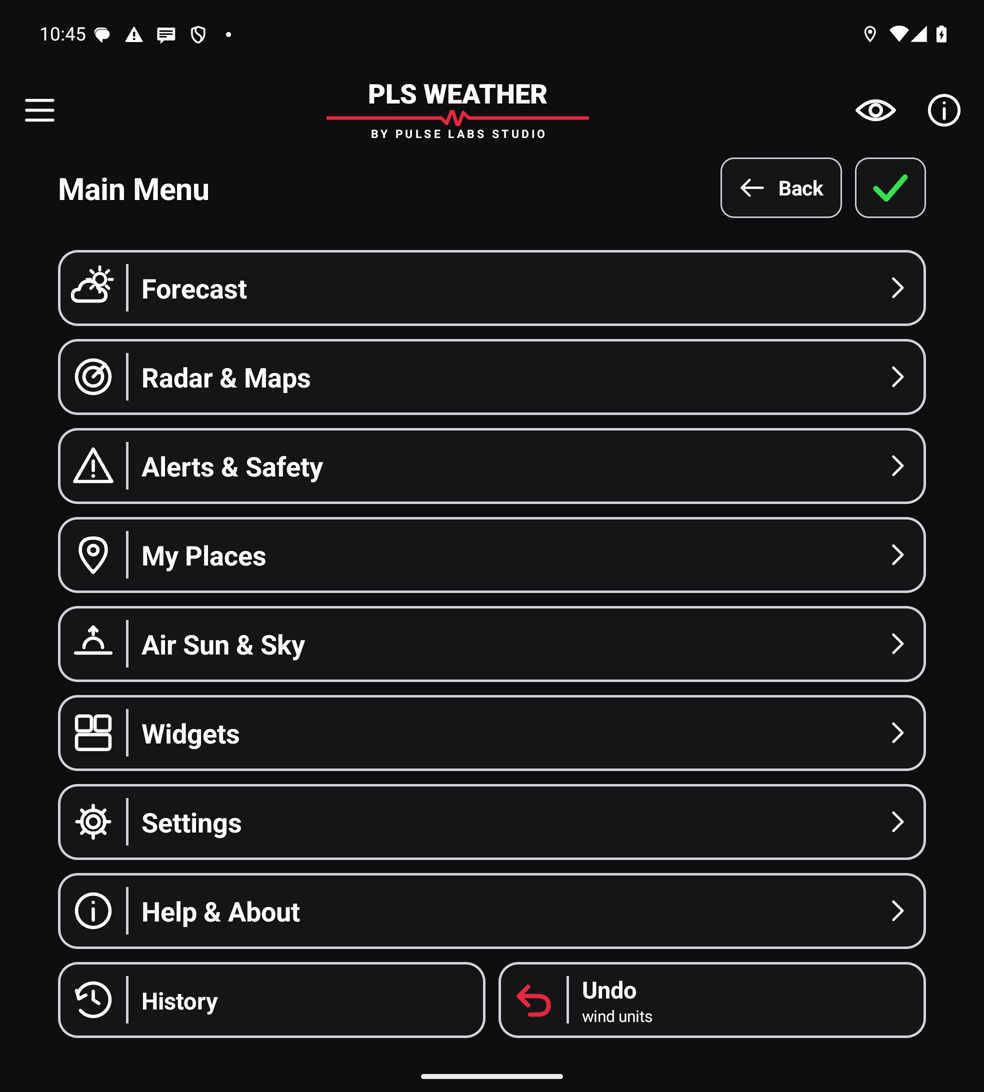 10:45
PLS WEATHER
BY PULSE LABS STUDIO
Main Menu
Back
Forecast
Radar & Maps
Alerts & Safety
My Places
Air Sun & Sky
Widgets
Settings
Help & About
History
Undo
wind units